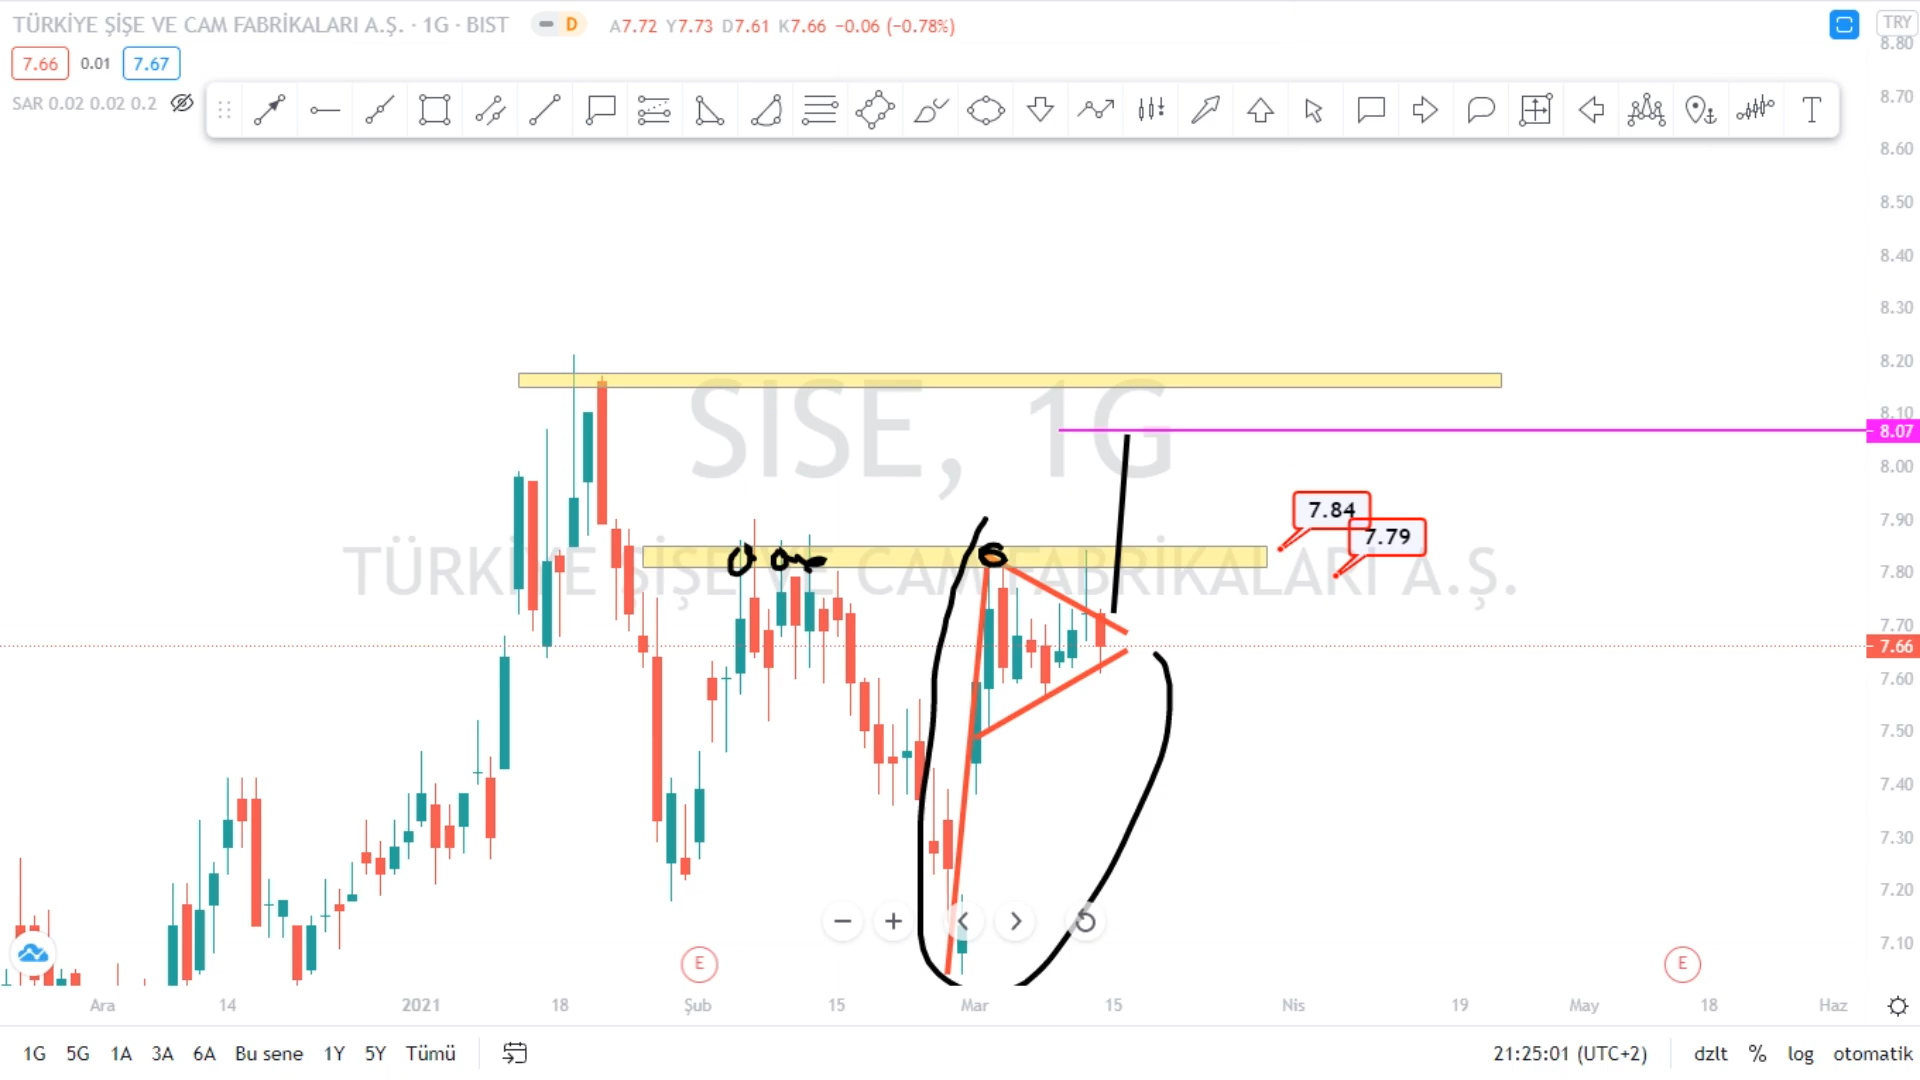 TÜRKİYE ŞİŞE VE CAM FABRİKALARI A.Ş. · 1G · BIST D A7.72 Y7.73 D7.61 K7.66 −0.06 (−0.78%)
TRY
7.66 0.01 7.67
SAR 0.02 0.02 0.2
T
8.80
8.70
8.60
8.50
8.40
8.30
8.20
8.10
8.07
8.00
7.90
7.80
7.70
7.66
7.60
7.50
7.40
7.30
7.20
7.10
SISE, 1G
TÜRKİYE ŞİŞE VE CAM FABRİKALARI A.Ş.
7.84
7.79
E
E
Ara 14 2021 18 Şub 15 Mar 15 Nis 19 May 18 Haz
1G 5G 1A 3A 6A Bu sene 1Y 5Y Tümü 21:25:01 (UTC+2) dzlt % log otomatik